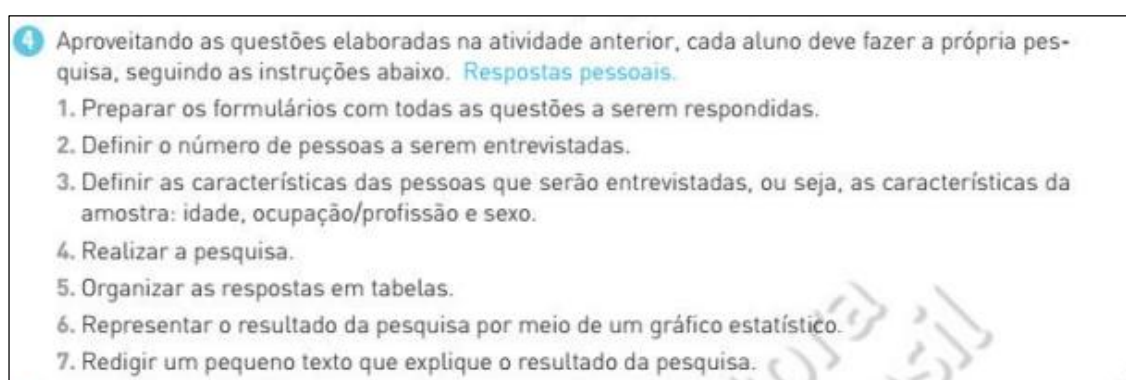 4 Aproveitando as questões elaboradas na atividade anterior, cada aluno deve fazer a própria pes-
quisa, seguindo as instruções abaixo. Respostas pessoais.
1. Preparar os formulários com todas as questões a serem respondidas.
2. Definir o número de pessoas a serem entrevistadas.
3. Definir as características das pessoas que serão entrevistadas, ou seja, as características da
amostra: idade, ocupação/profissão e sexo.
4. Realizar a pesquisa.
5. Organizar as respostas em tabelas.
6. Representar o resultado da pesquisa por meio de um gráfico estatístico.
7. Redigir um pequeno texto que explique o resultado da pesquisa.